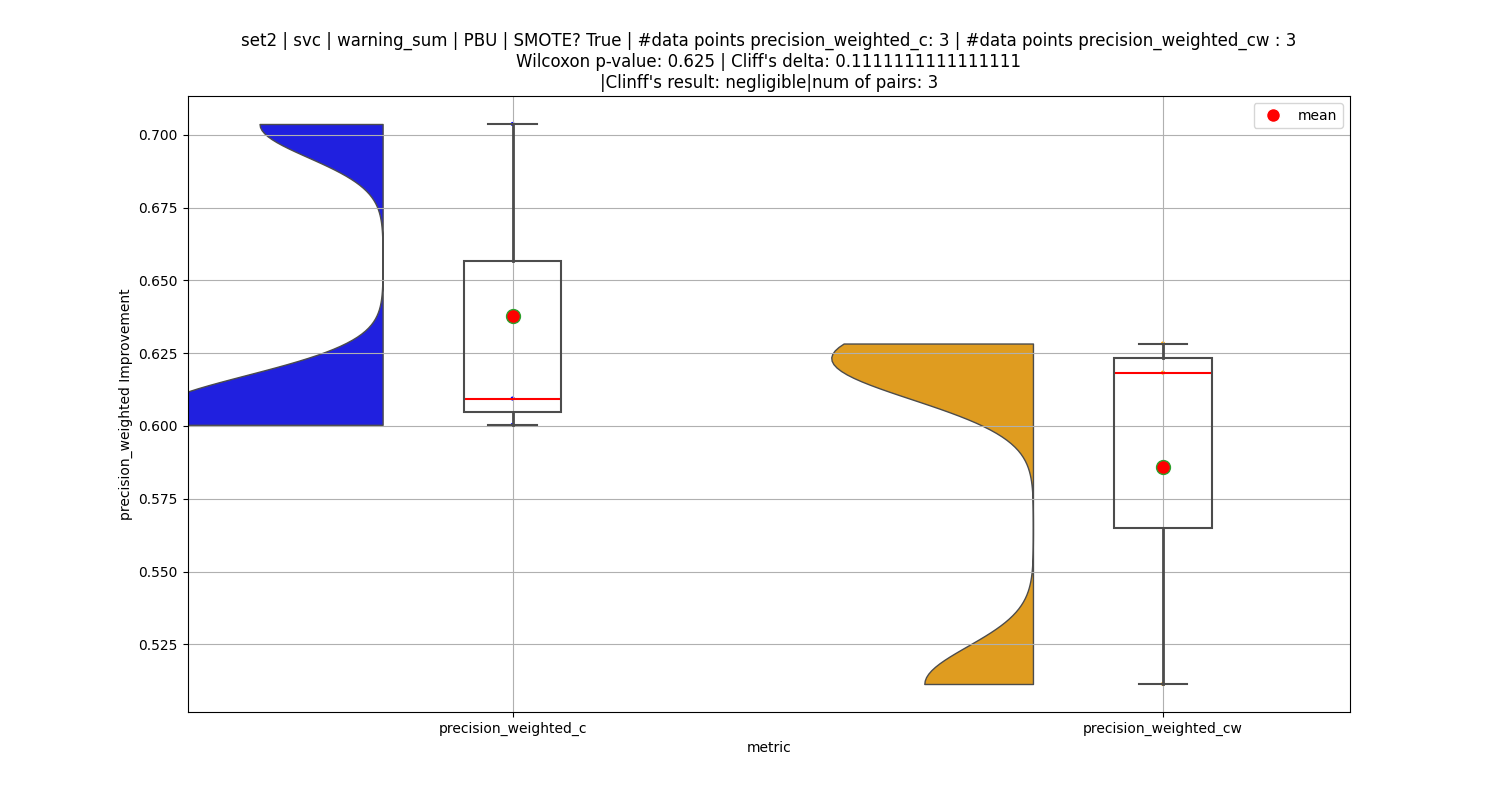 set2 | svc | warning_sum | PBU | SMOTE? True | #data points precision_weighted_c: 3 | #data points precision_weighted_cw : 3
Wilcoxon p-value: 0.625 | Cliff's delta: 0.1111111111111111
|Clinff's result: negligible|num of pairs: 3
mean
0.700
0.675
0.650
0.625
0.600
0.575
0.550
0.525
precision_weighted Improvement
precision_weighted_c
precision_weighted_cw
metric